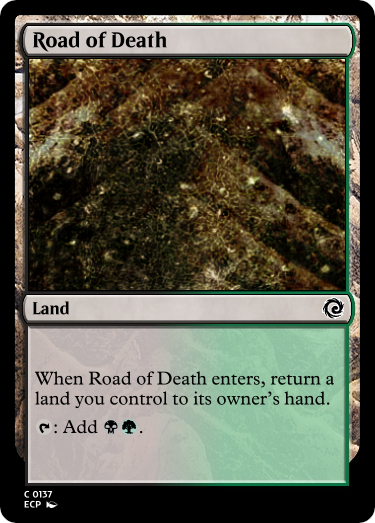 Road of Death
Land
When Road of Death enters, return a
land you control to its owner's hand.
: Add .
C 0137
ECP